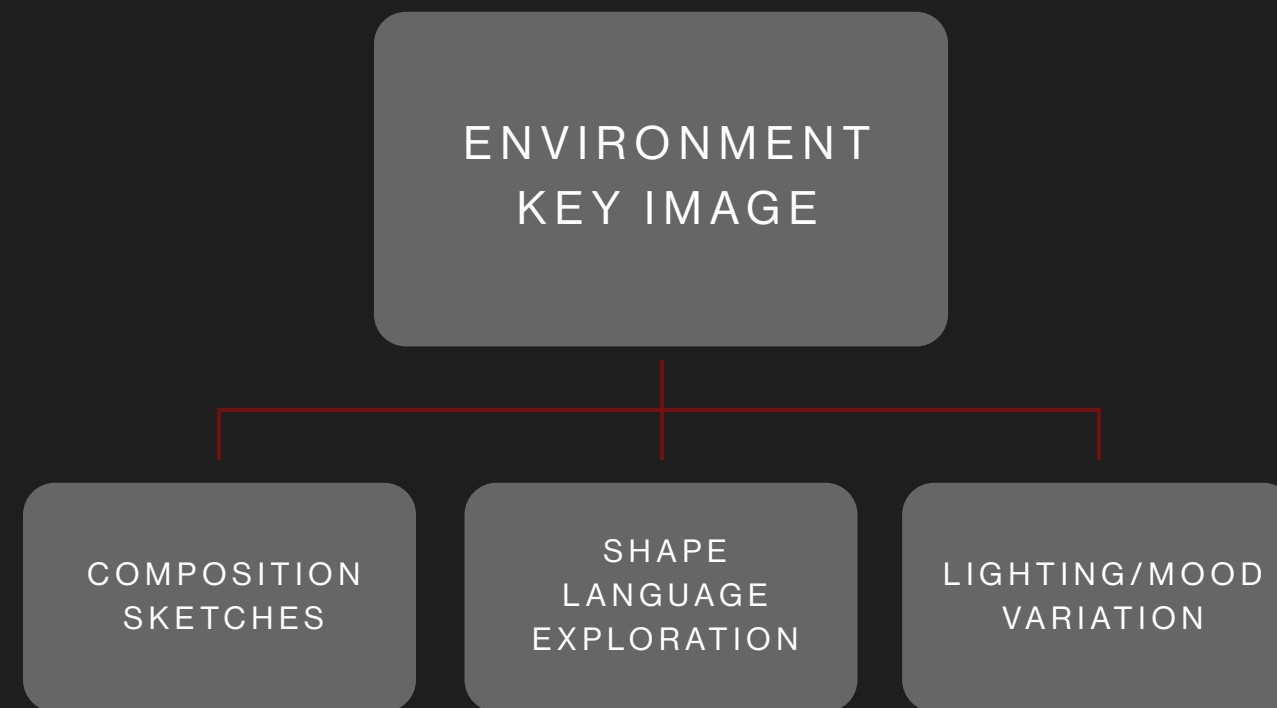 ENVIRONMENT
KEY IMAGE
COMPOSITION
SKETCHES
SHAPE
LANGUAGE
EXPLORATION
LIGHTING/MOOD
VARIATION